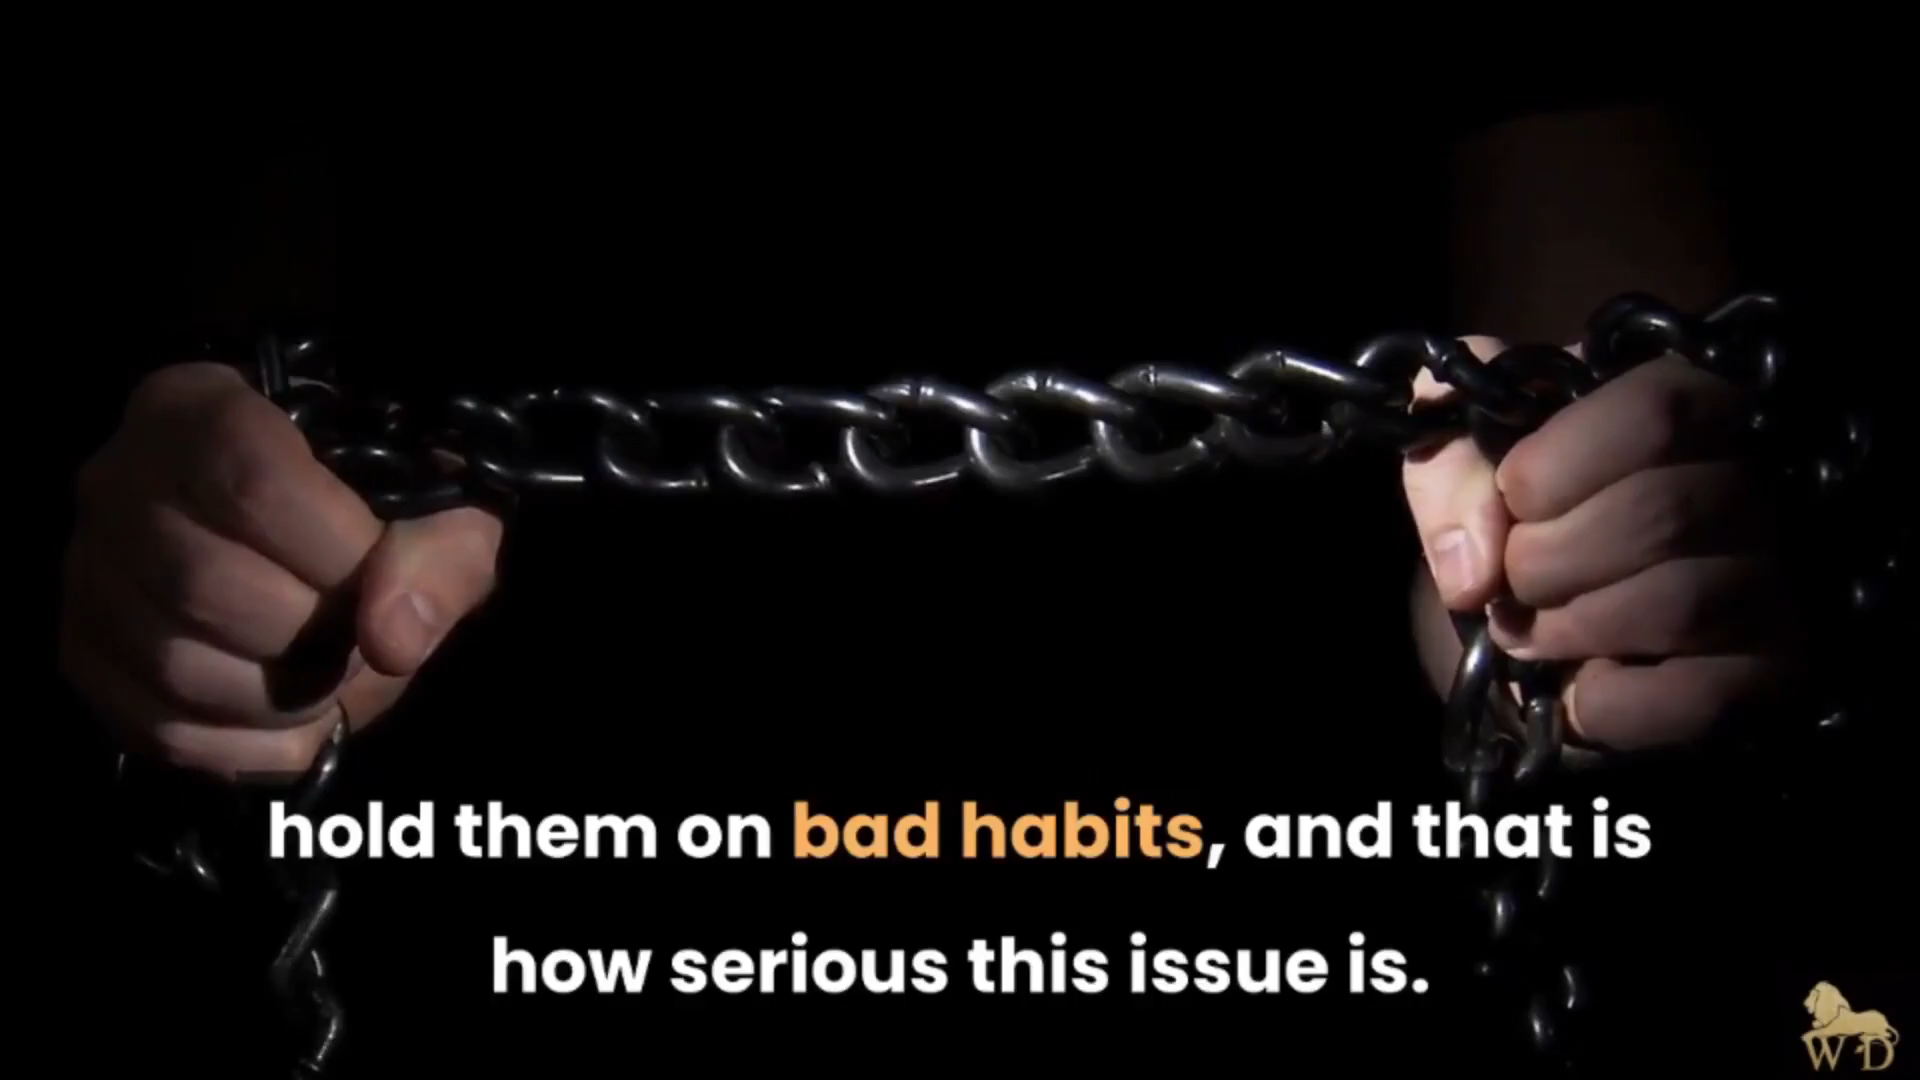 hold them on bad habits, and that is
how serious this issue is.
W D